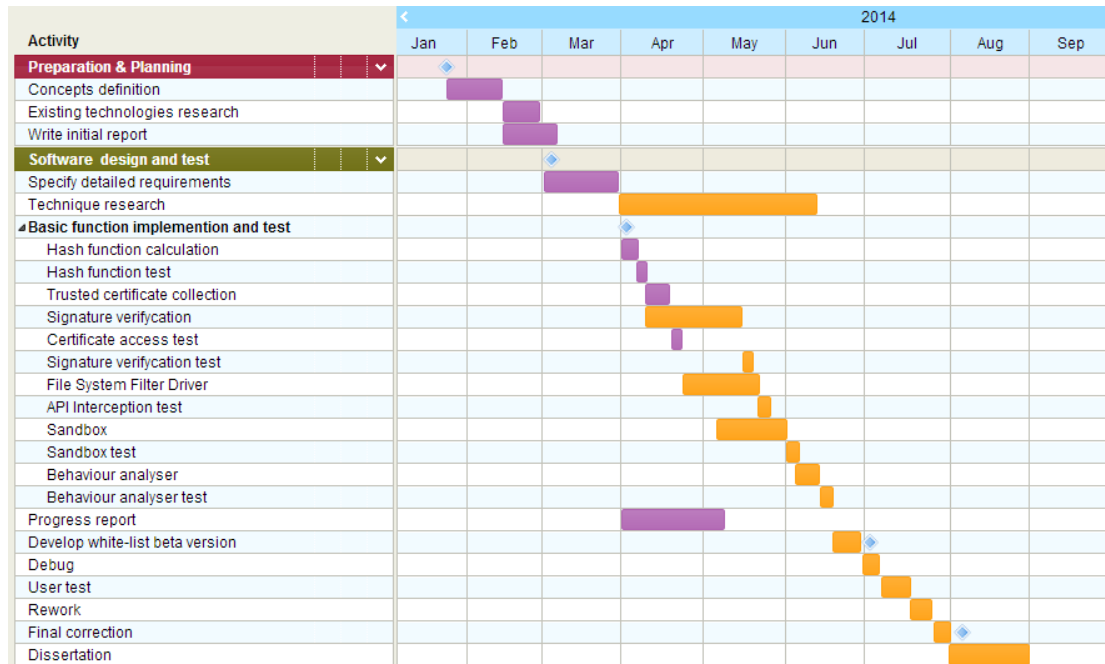 2014
Activity
Jan Feb Mar Apr May Jun Jul Aug Sep
Preparation & Planning
Concepts definition
Existing technologies research
Write initial report
Software design and test
Specify detailed requirements
Technique research
Basic function implemention and test
Hash function calculation
Hash function test
Trusted certificate collection
Signature verifycation
Certificate access test
Signature verifycation test
File System Filter Driver
API Interception test
Sandbox
Sandbox test
Behaviour analyser
Behaviour analyser test
Progress report
Develop white-list beta version
Debug
User test
Rework
Final correction
Dissertation